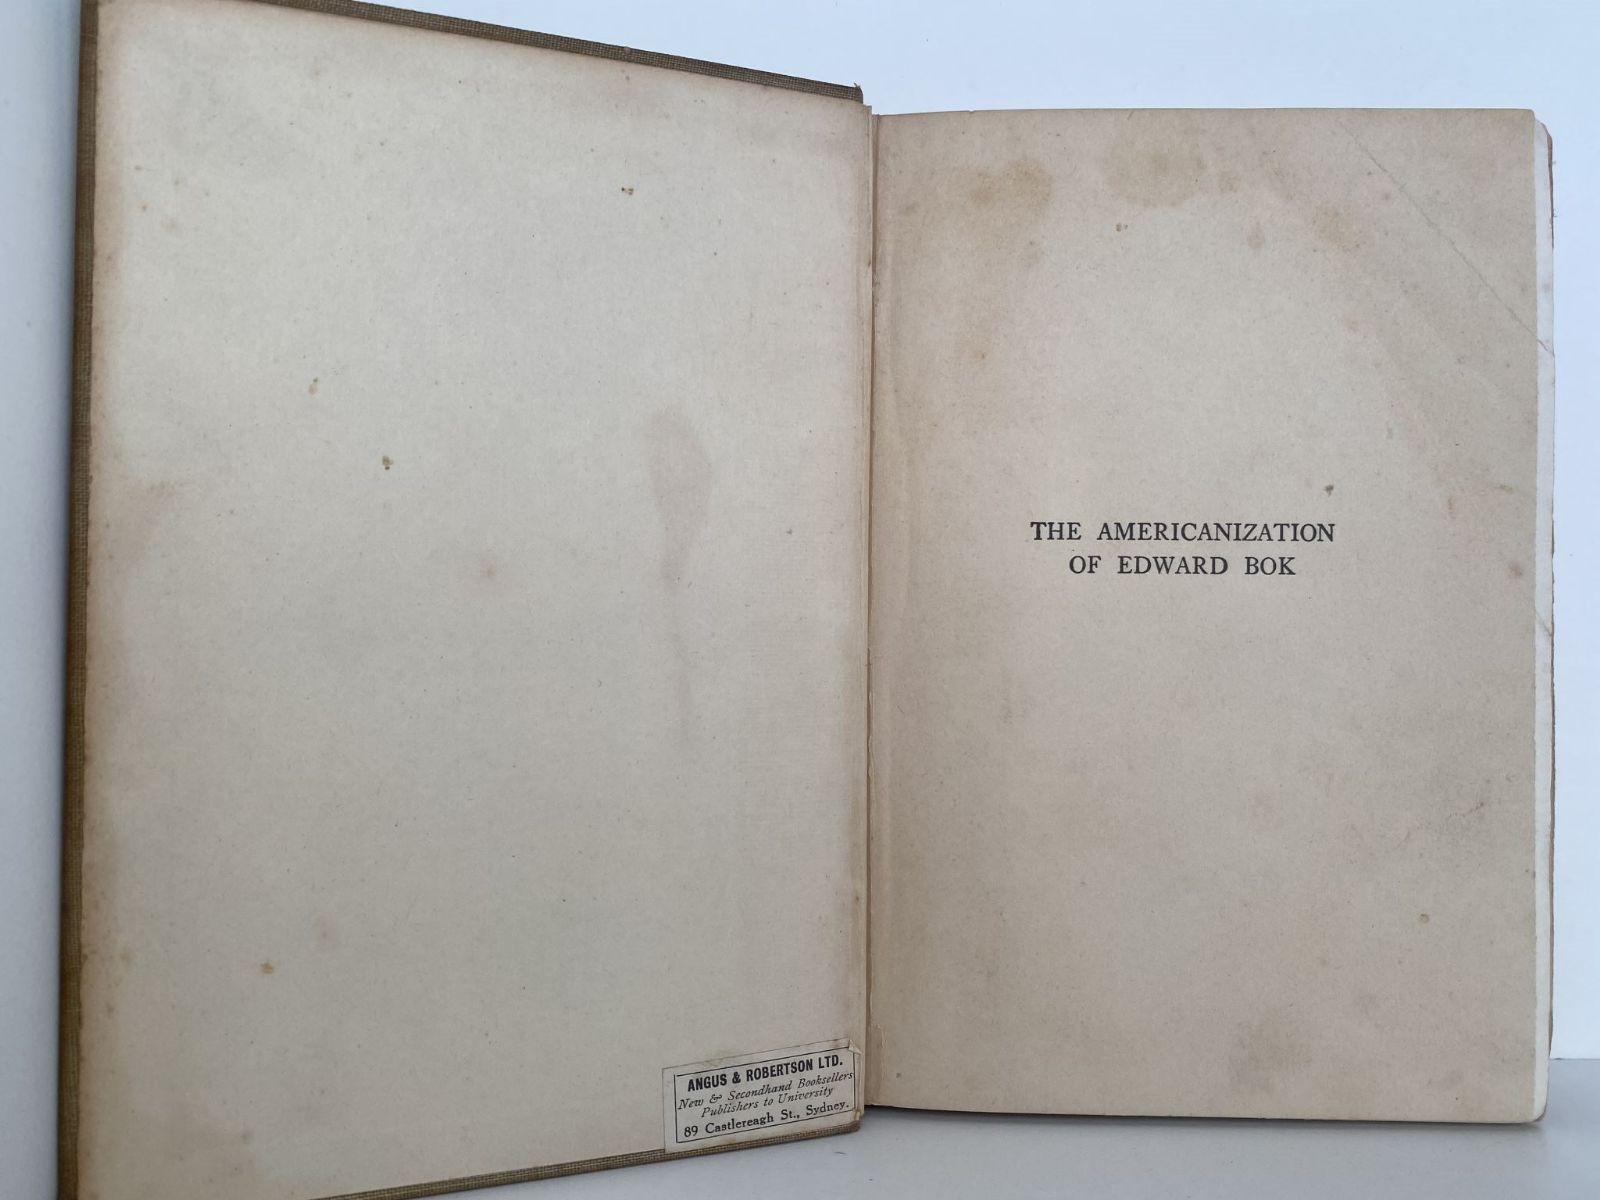 ANGUS & ROBERTSON LTD.
New & Secondhand Booksellers
Publishers to University
89 Castlereagh St., Sydney.
THE AMERICANIZATION
OF EDWARD BOK